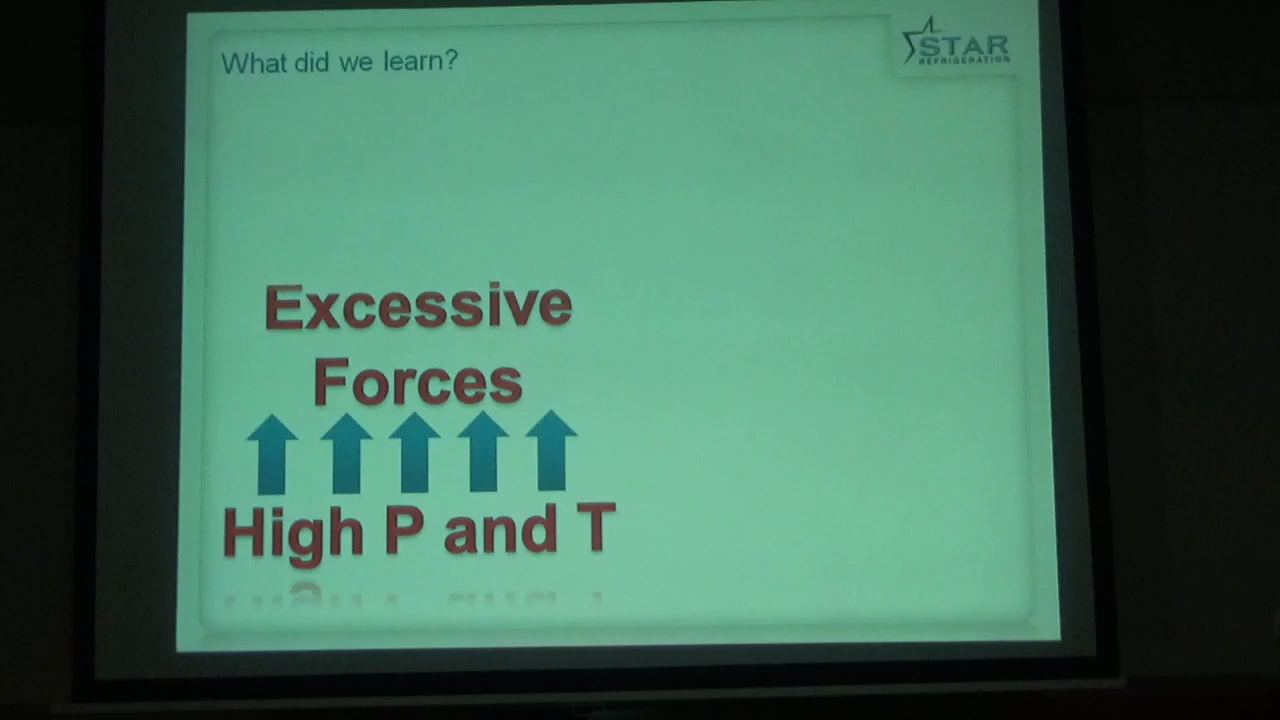 What did we learn?
STAR
REFRIGERATION
Excessive
Forces
High P and T